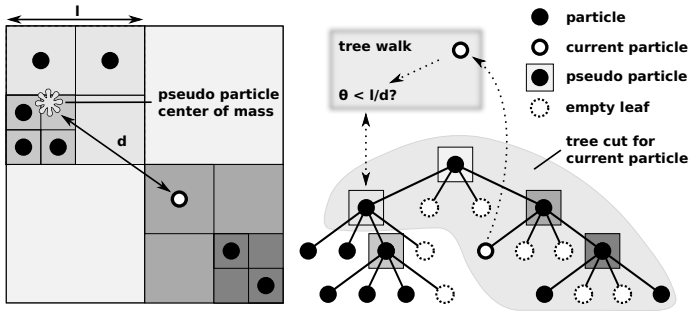 l
pseudo particle
center of mass
d
tree walk
θ < l/d?
particle
current particle
pseudo particle
empty leaf
tree cut for
current particle